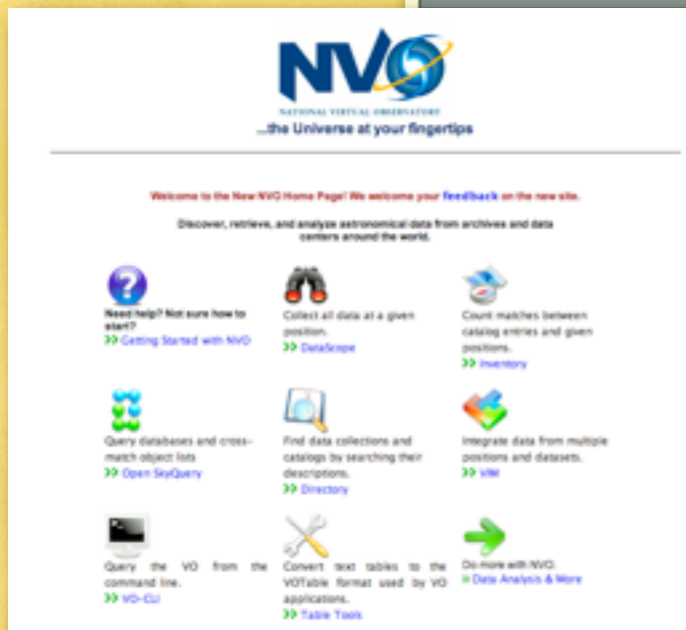 NVO
NATIONAL VIRTUAL OBSERVATORY
...the Universe at your fingertips
Welcome to the New NVO Home Page! We welcome your feedback on the new site.
Discover, retrieve, and analyze astronomical data from archives and data
centers around the world.
Need help? Not sure how to
start?
>> Getting Started with NVO
Collect all data at a given
position.
>> DataScope
Count matches between
catalog entries and given
positions.
>> Inventory
Query databases and cross-
match object lists
>> Open SkyQuery
Find data collections and
catalogs by searching their
descriptions.
>> Directory
Integrate data from multiple
positions and datasets.
>> VIM
Query the VO from the
command line.
>> VO-CLI
Convert text tables to the
VOTable format used by VO
applications.
>> Table Tools
Do more with NVO.
>> Data Analysis & More